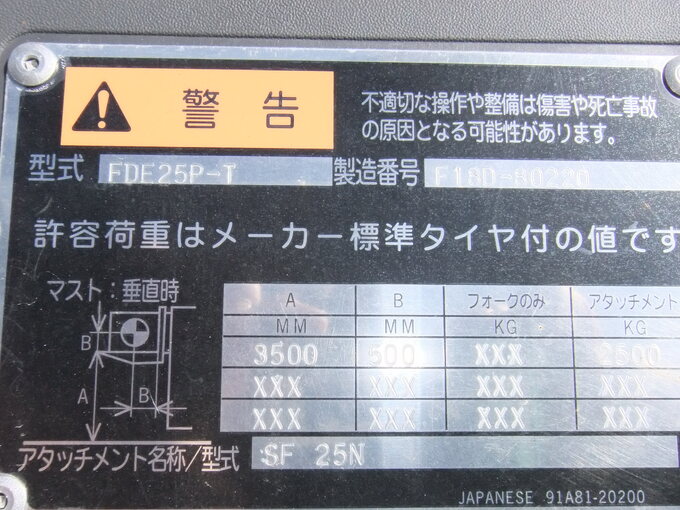 警告
不適切な操作や整備は傷害や死亡事故
の原因となる可能性があります。
型式 FDE25P-T 製造番号 F18D-80220
許容荷重はメーカー標準タイヤ付の値です
マスト：垂直時
A B フォークのみ アタッチメント
MM MM KG KG
3500 500 XXX 2500
XXX XXX XXX XXX
XXX XXX XXX XXX
B
A B
アタッチメント名称/型式 SF 25N
JAPANESE 91A81-20200